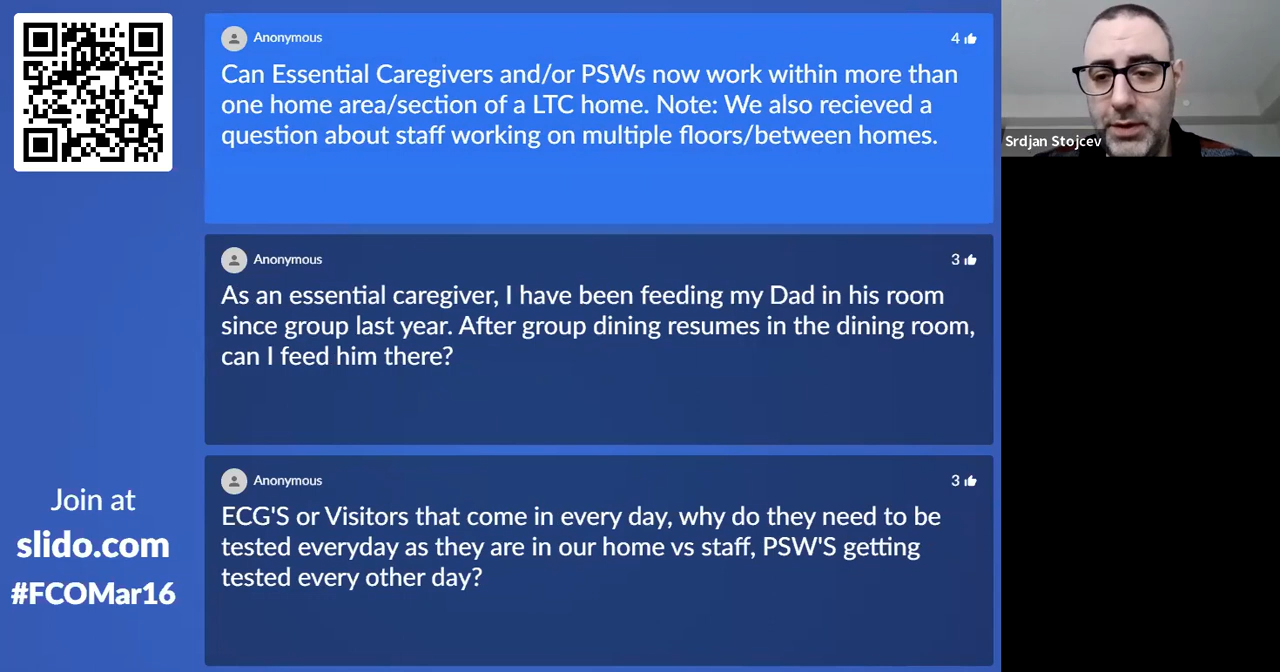 Anonymous
4
Can Essential Caregivers and/or PSWs now work within more than
one home area/section of a LTC home. Note: We also recieved a
question about staff working on multiple floors/between homes.
Srdjan Stojcev
Anonymous
3
As an essential caregiver, I have been feeding my Dad in his room
since group last year. After group dining resumes in the dining room,
can I feed him there?
Anonymous
3
ECG'S or Visitors that come in every day, why do they need to be
tested everyday as they are in our home vs staff, PSW'S getting
tested every other day?
Join at
slido.com
#FCOMar16